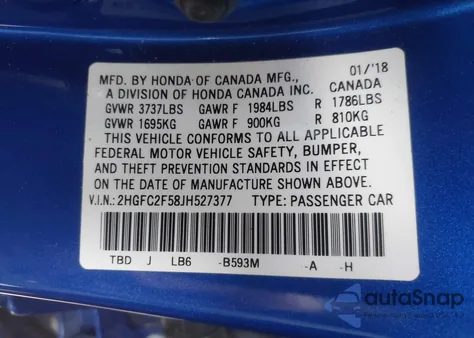 MFD. BY HONDA OF CANADA MFG., 01/'18
A DIVISION OF HONDA CANADA INC. CANADA
GVWR 3737LBS GAWR F 1984LBS R 1786LBS
GVWR 1695KG GAWR F 900KG R 810KG
THIS VEHICLE CONFORMS TO ALL APPLICABLE
FEDERAL MOTOR VEHICLE SAFETY, BUMPER,
AND THEFT PREVENTION STANDARDS IN EFFECT
ON THE DATE OF MANUFACTURE SHOWN ABOVE.
V.I.N.: 2HGFC2F58JH527377 TYPE: PASSENGER CAR
TBD J LB6 -B593M -A -H
autoSnap